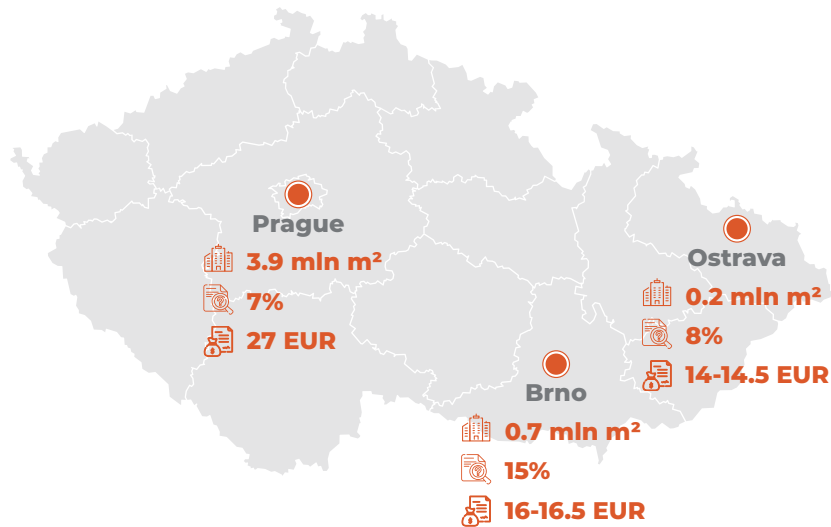 Prague
3.9 mln m²
7%
27 EUR
Ostrava
0.2 mln m²
8%
14-14.5 EUR
Brno
0.7 mln m²
15%
16-16.5 EUR